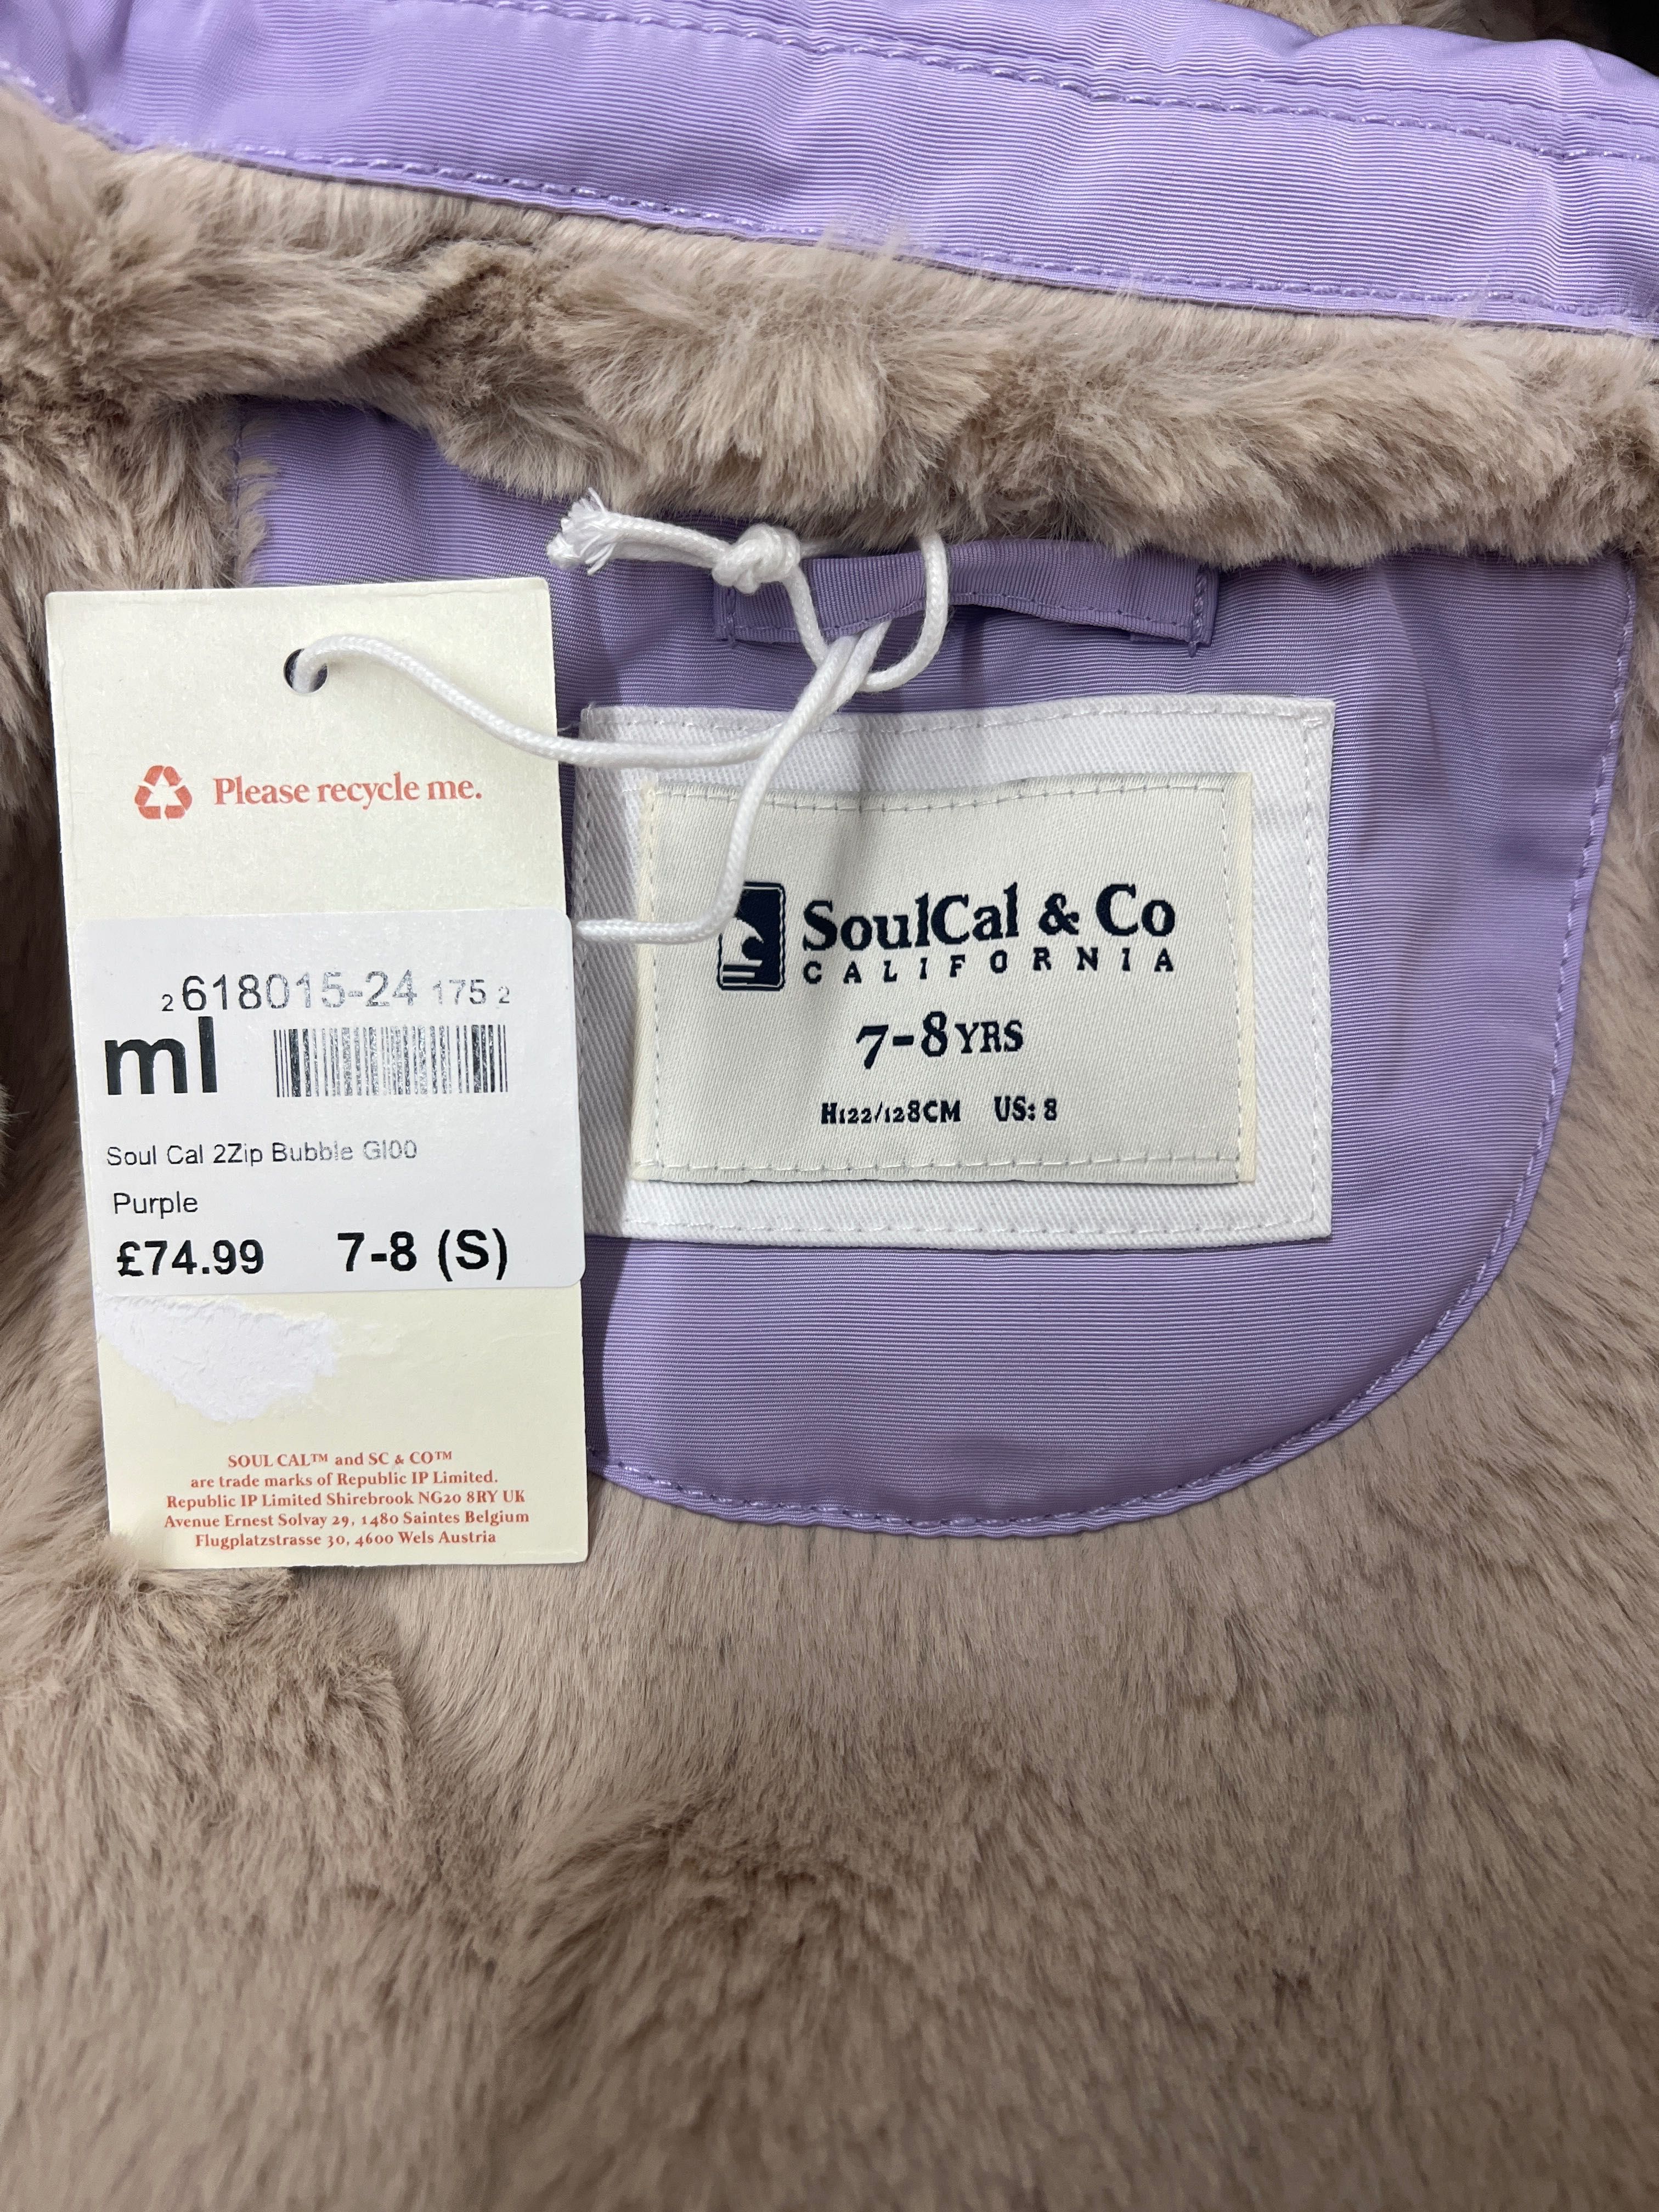 Please recycle me.
2 618015-24 175 2
ml
Soul Cal 2Zip Bubble Gl00
Purple
£74.99 7-8 (S)
SOUL CAL™ and SC & CO™
are trade marks of Republic IP Limited.
Republic IP Limited Shirebrook NG20 8RY UK
Avenue Ernest Solvay 29, 1480 Saintes Belgium
Flugplatzstrasse 30, 4600 Wels Austria
SoulCal & Co
CALIFORNIA
7-8 YRS
H122/128CM US: 8